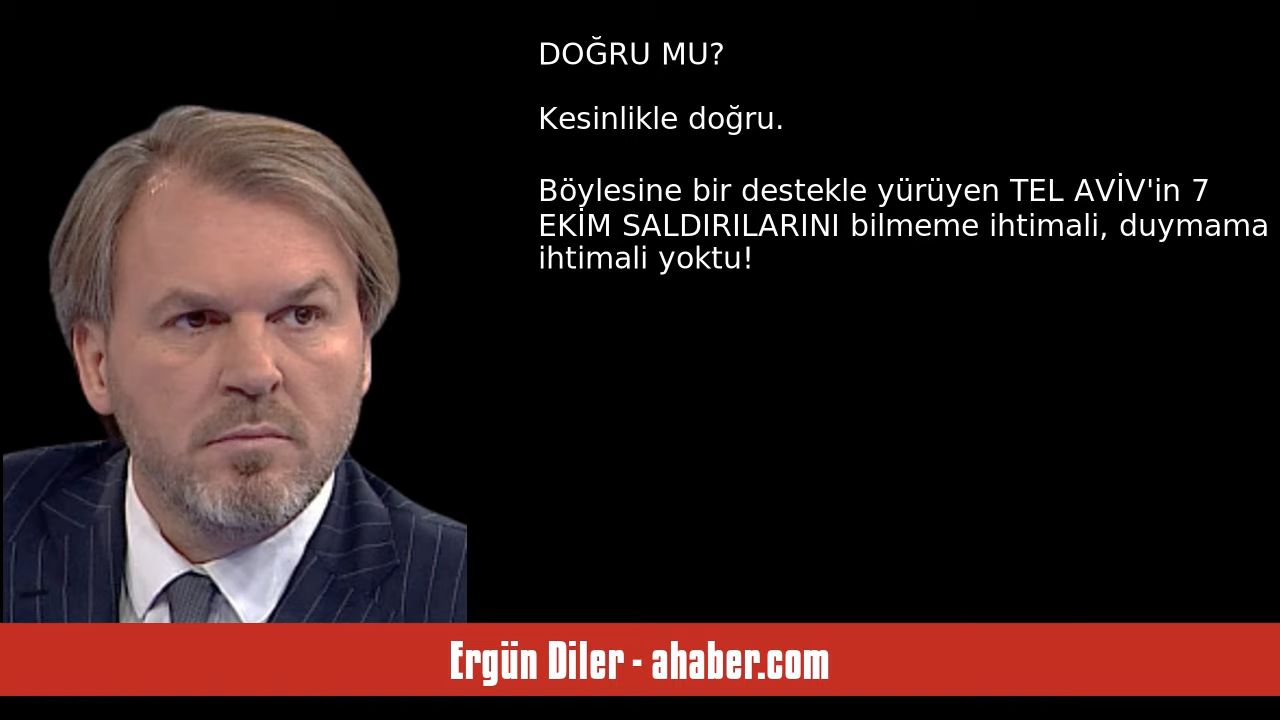 DOĞRU MU?
Kesinlikle doğru.
Böylesine bir destekle yürüyen TEL AVİV'in 7
EKİM SALDIRILARINI bilmeme ihtimali, duymama
ihtimali yoktu!
Ergün Diler - ahaber.com